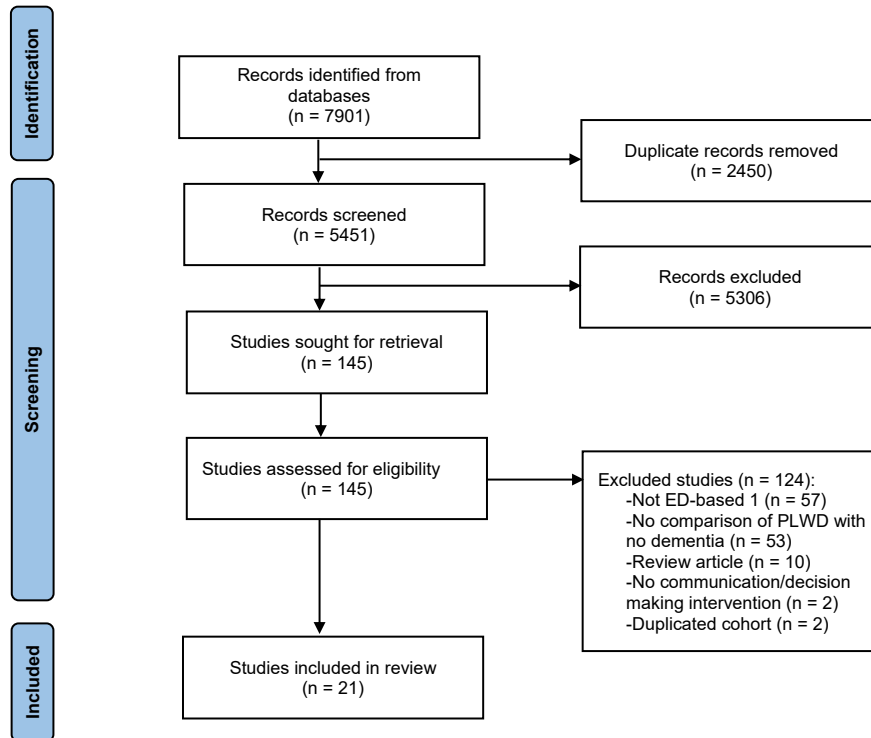 Identification
Records identified from
databases
(n = 7901)
Duplicate records removed
(n = 2450)
Screening
Records screened
(n = 5451)
Records excluded
(n = 5306)
Studies sought for retrieval
(n = 145)
Studies assessed for eligibility
(n = 145)
Excluded studies (n = 124):
-Not ED-based 1 (n = 57)
-No comparison of PLWD with
no dementia (n = 53)
-Review article (n = 10)
-No communication/decision
making intervention (n = 2)
-Duplicated cohort (n = 2)
Included
Studies included in review
(n = 21)